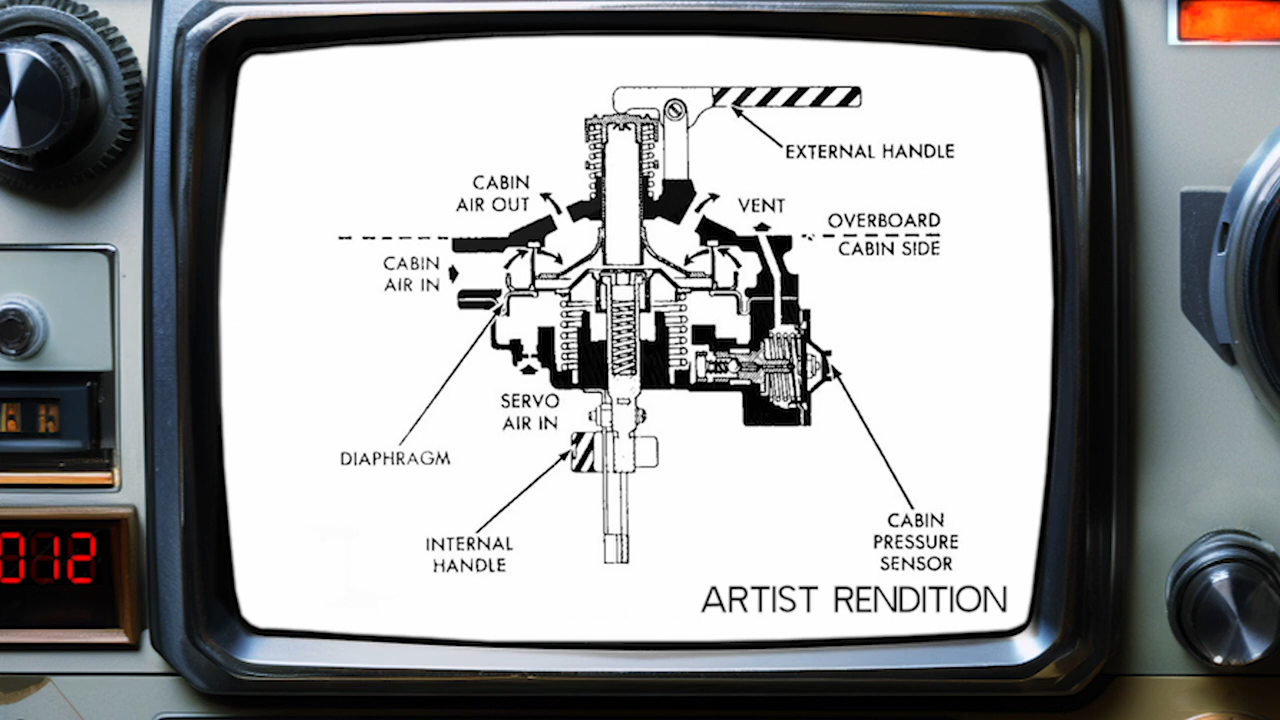 EXTERNAL HANDLE
CABIN
AIR OUT
VENT
OVERBOARD
CABIN SIDE
CABIN
AIR IN
SERVO
AIR IN
DIAPHRAGM
INTERNAL
HANDLE
CABIN
PRESSURE
SENSOR
ARTIST RENDITION
012